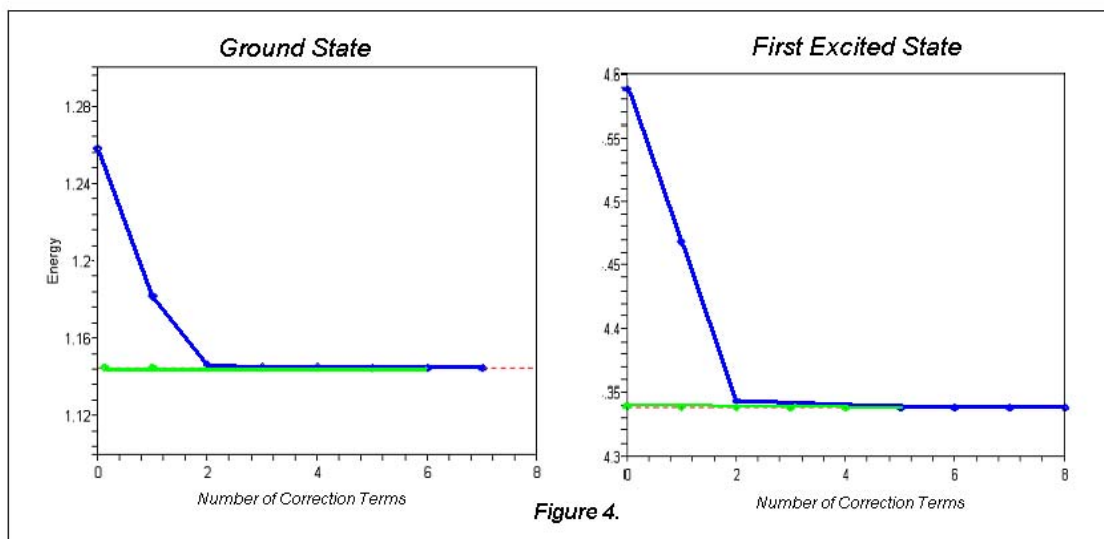 Ground State
First Excited State
1.28
1.24
1.2
1.16
1.12
Energy
0 2 4 6 8
Number of Correction Terms
4.6
.55
4.5
.45
4.4
.35
4.3
0 2 4 6 8
Number of Correction Terms
Figure 4.